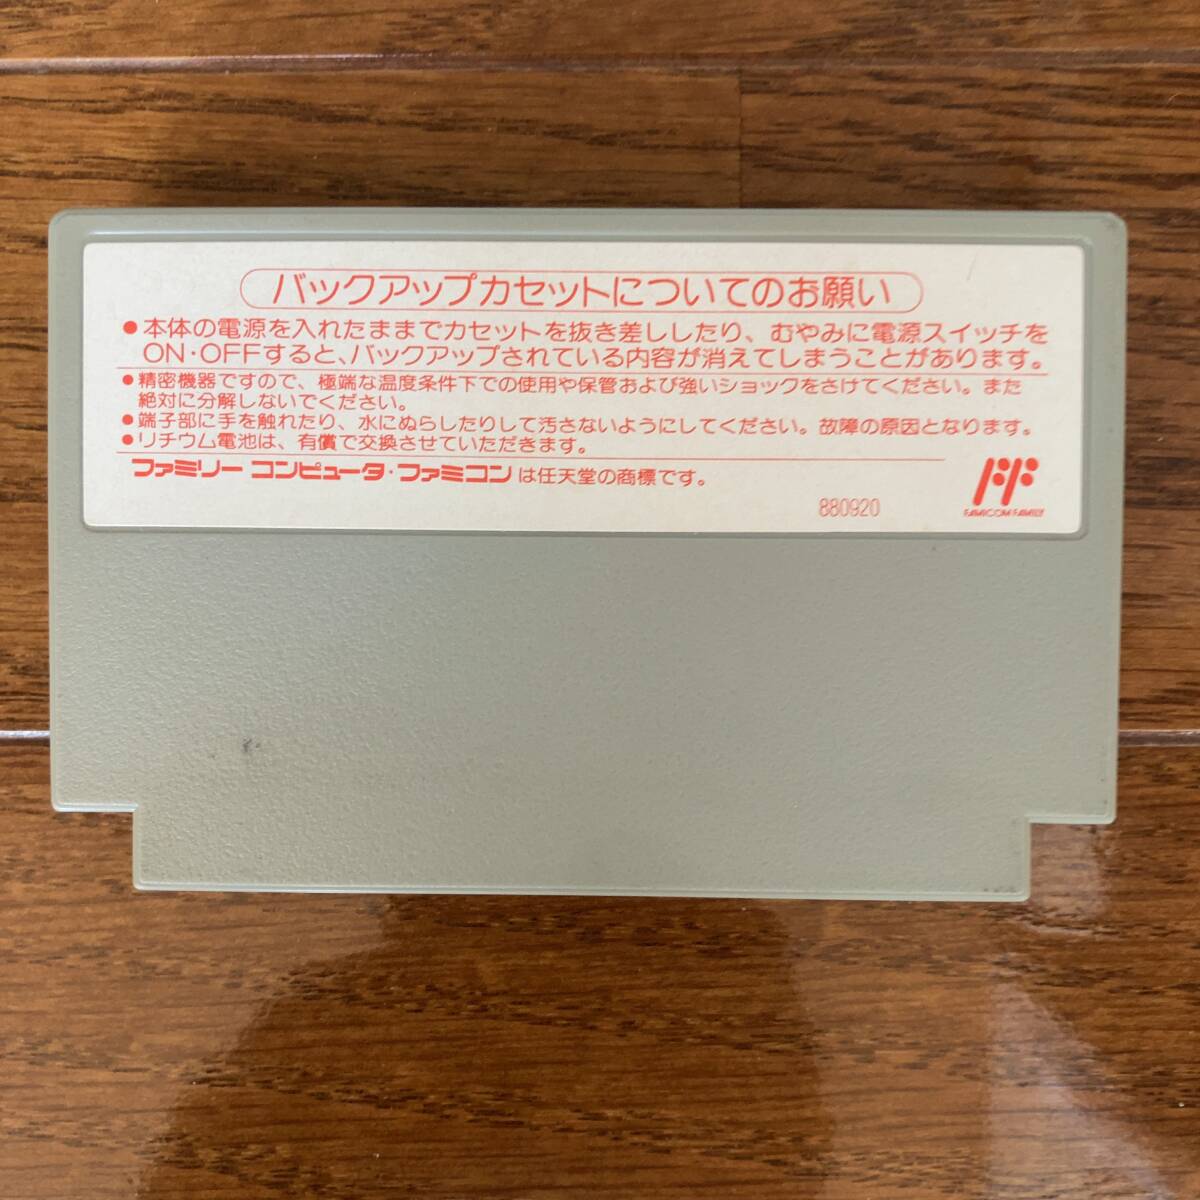 バックアップカセットについてのお願い
●本体の電源を入れたままでカセットを抜き差ししたり、むやみに電源スイッチを
ON・OFFすると、バックアップされている内容が消えてしまうことがあります。
●精密機器ですので、極端な温度条件下での使用や保管および強いショックをさけてください。また
絶対に分解しないでください。
●端子部に手を触れたり、水にぬらしたりして汚さないようにしてください。故障の原因となります。
●リチウム電池は、有償で交換させていただきます。
ファミリーコンピュータ・ファミコンは任天堂の商標です。
880920
FAMICOM FAMILY